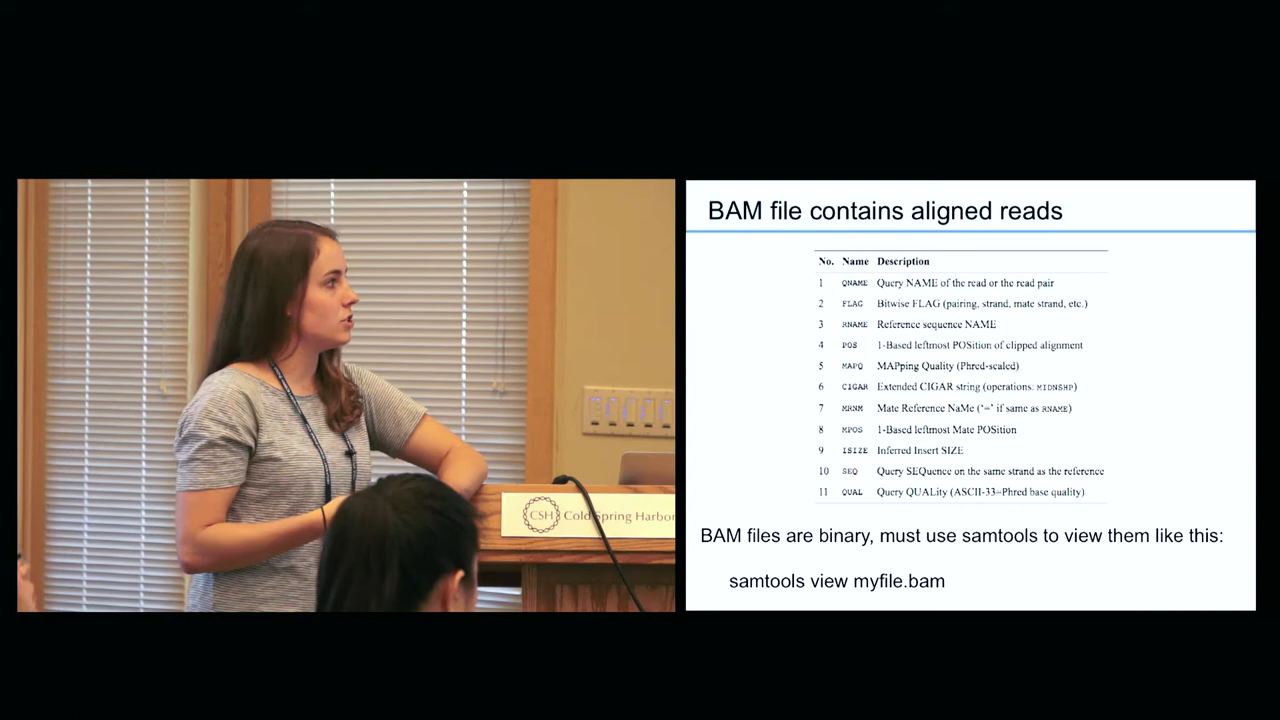 CSH Cold Spring Harbor
BAM file contains aligned reads
No. Name Description
1 QNAME Query NAME of the read or the read pair
2 FLAG Bitwise FLAG (pairing, strand, mate strand, etc.)
3 RNAME Reference sequence NAME
4 POS 1-Based leftmost POSition of clipped alignment
5 MAPQ MAPping Quality (Phred-scaled)
6 CIGAR Extended CIGAR string (operations: MIDNSHP)
7 MRNM Mate Reference NaMe (‘=’ if same as RNAME)
8 MPOS 1-Based leftmost Mate POSition
9 ISIZE Inferred Insert SIZE
10 SEQ Query SEQuence on the same strand as the reference
11 QUAL Query QUALity (ASCII-33=Phred base quality)
BAM files are binary, must use samtools to view them like this:
samtools view myfile.bam